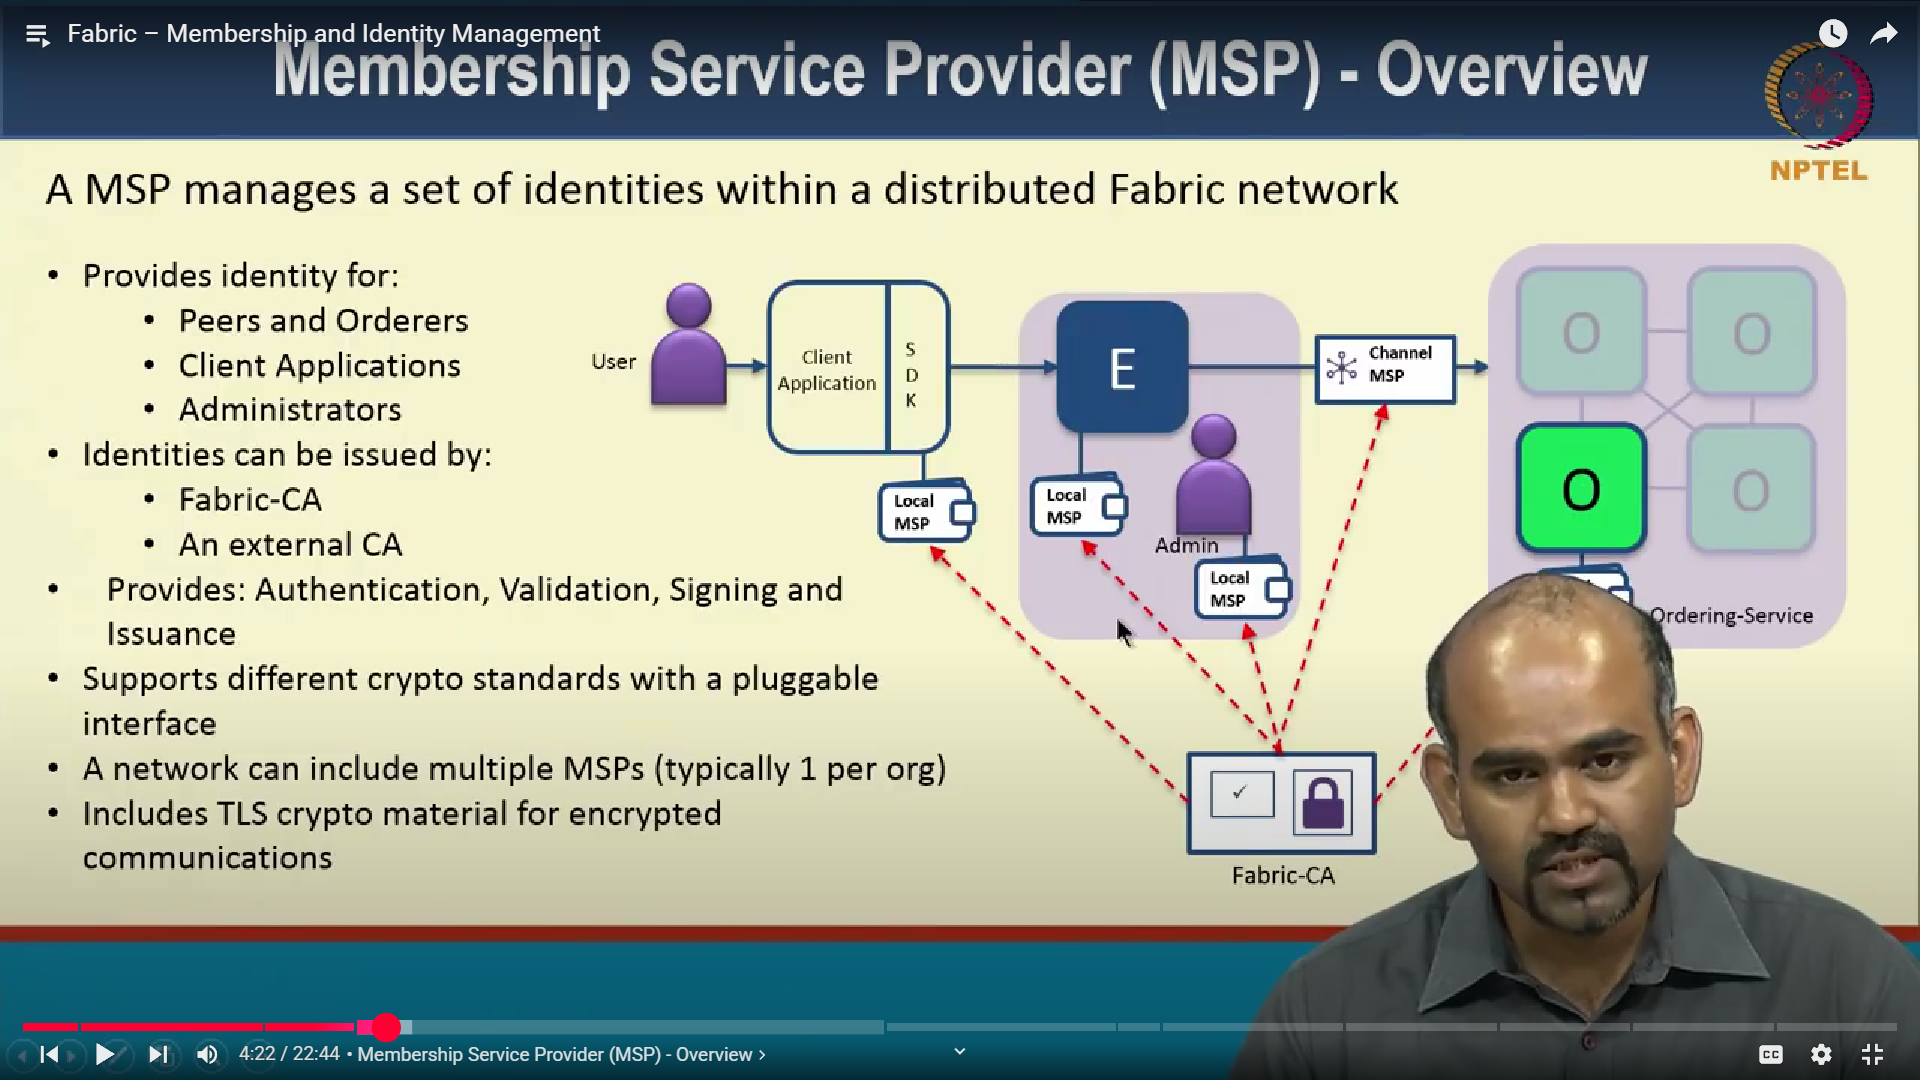 Fabric – Membership and Identity Management
Membership Service Provider (MSP) - Overview
NPTEL
A MSP manages a set of identities within a distributed Fabric network
• Provides identity for:
• Peers and Orderers
• Client Applications
• Administrators
• Identities can be issued by:
• Fabric-CA
• An external CA
• Provides: Authentication, Validation, Signing and
Issuance
• Supports different crypto standards with a pluggable
interface
• A network can include multiple MSPs (typically 1 per org)
• Includes TLS crypto material for encrypted
communications
User
Client
Application
S
D
K
Local
MSP
E
Local
MSP
Admin
Local
MSP
Channel
MSP
O
O
O
O
Ordering-Service
Fabric-CA
4:22 / 22:44 • Membership Service Provider (MSP) - Overview
CC